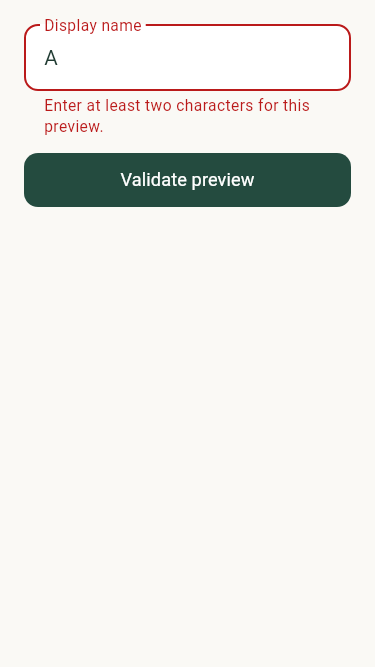 Display name
A
Enter at least two characters for this
preview.
Validate preview